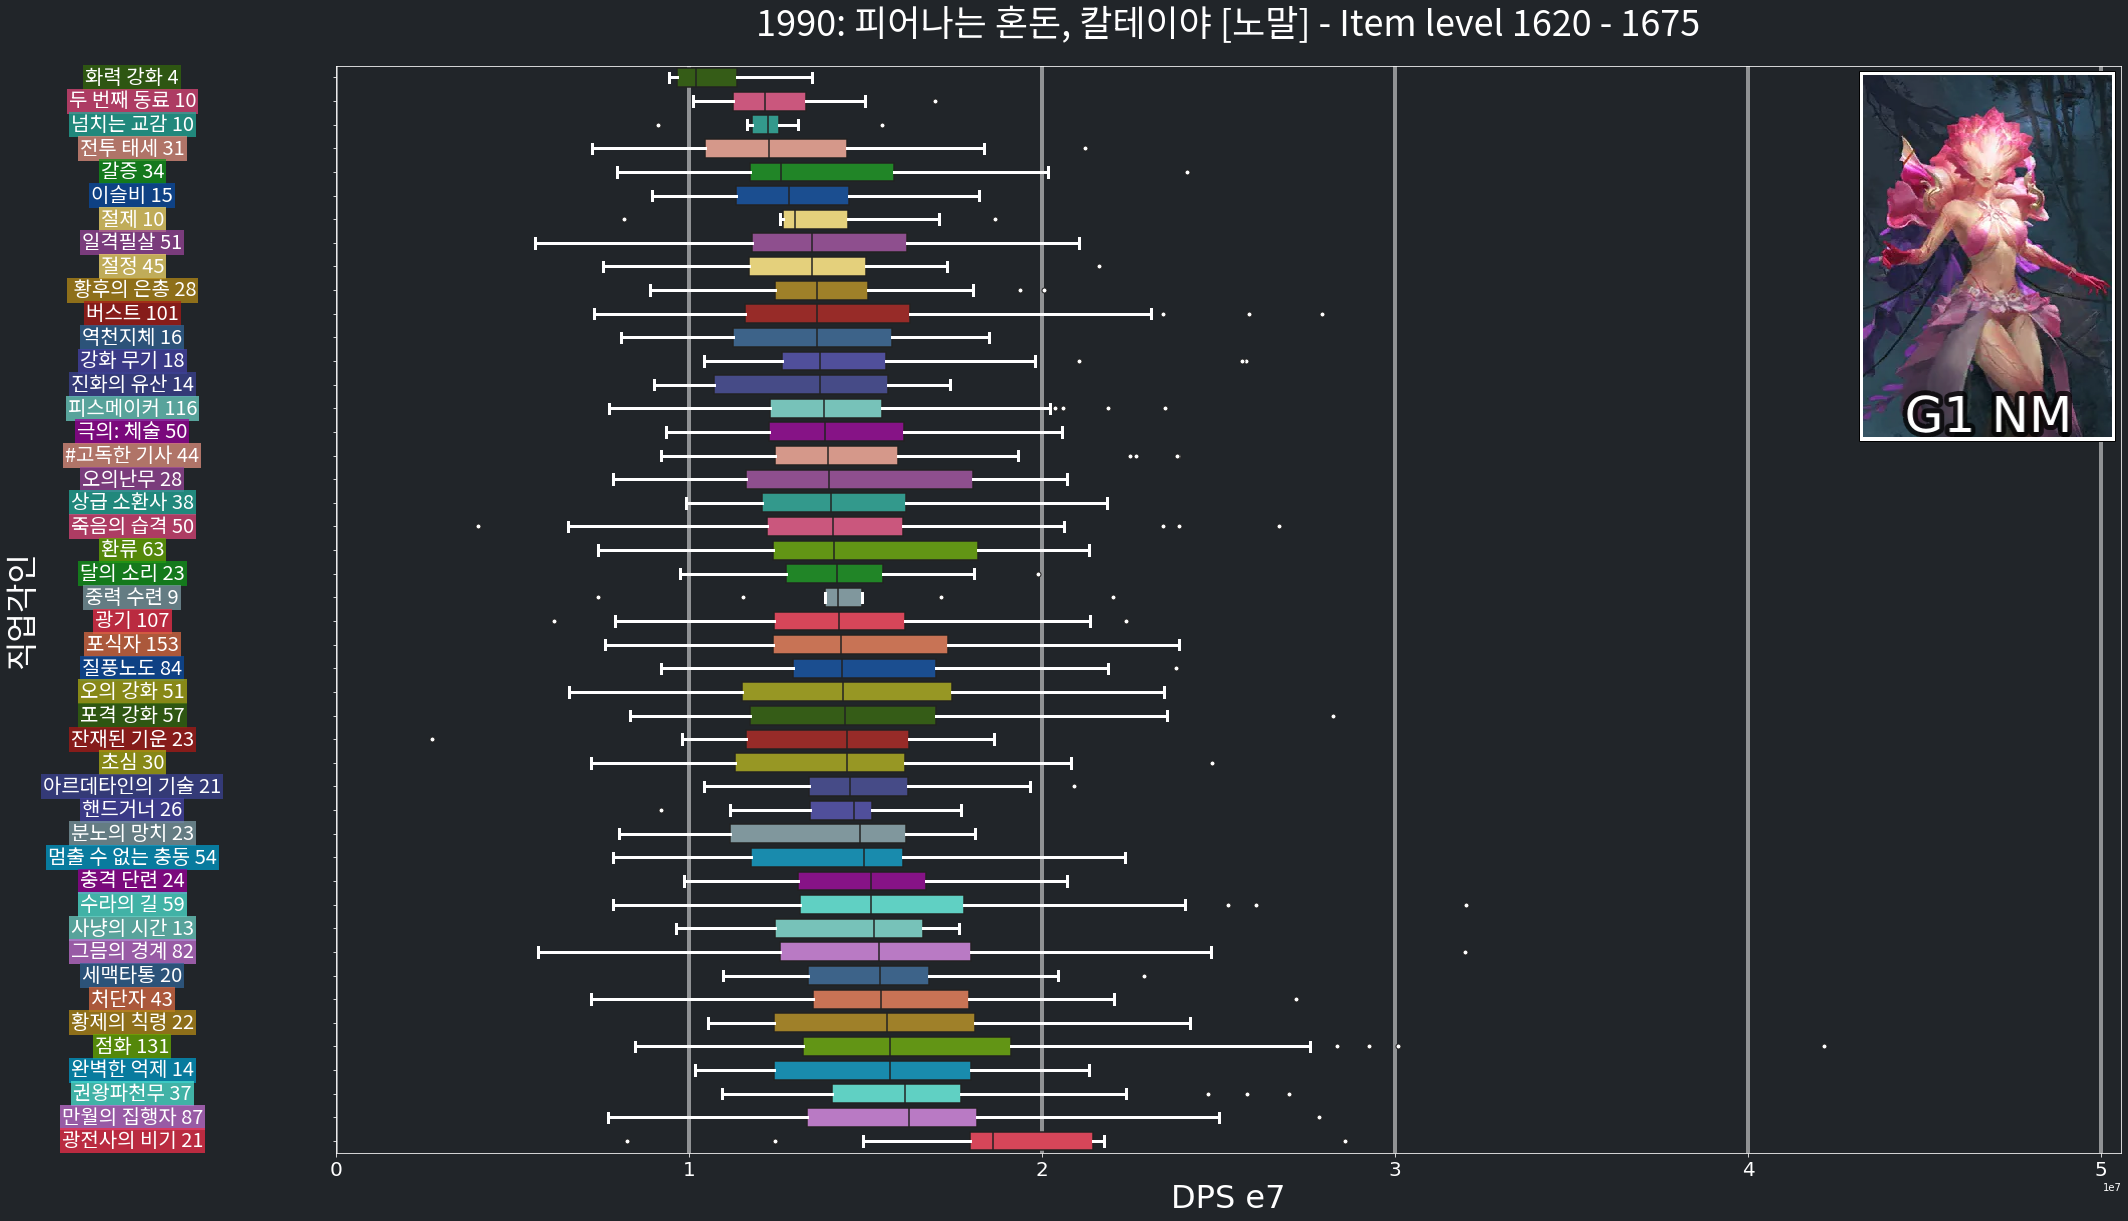 1990: 피어나는 혼돈, 칼테이야 [노말] - Item level 1620 - 1675
화력 강화 4
두 번째 동료 10
넘치는 교감 10
전투 태세 31
갈증 34
이슬비 15
절제 10
일격필살 51
절정 45
황후의 은총 28
버스트 101
역천지체 16
강화 무기 18
진화의 유산 14
피스메이커 116
극의: 체술 50
#고독한 기사 44
오의난무 28
상급 소환사 38
죽음의 습격 50
환류 63
달의 소리 23
중력 수련 9
광기 107
포식자 153
질풍노도 84
오의 강화 51
포격 강화 57
잔재된 기운 23
초심 30
아르데타인의 기술 21
핸드거너 26
분노의 망치 23
멈출 수 없는 충동 54
충격 단련 24
수라의 길 59
사냥의 시간 13
그믐의 경계 82
세맥타통 20
처단자 43
황제의 칙령 22
점화 131
완벽한 억제 14
권왕파천무 37
만월의 집행자 87
광전사의 비기 21
직업각인
G1 NM
0 1 2 3 4 5
1e7
DPS e7